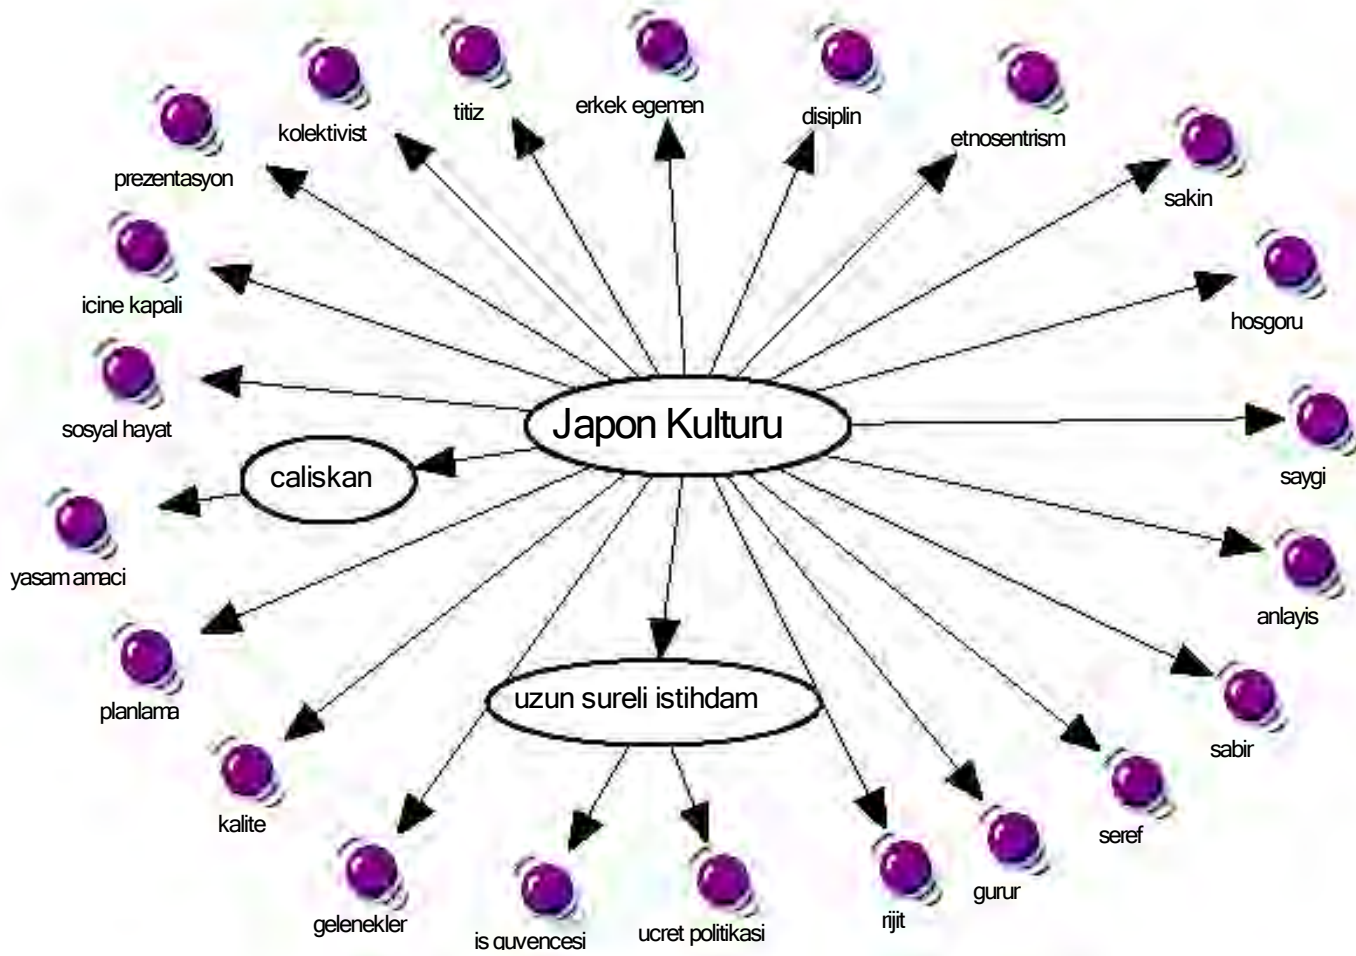 erkek egemen
titiz
disiplin
kolektivist
etnosentrism
prezentasyon
sakin
icine kapali
hosgoru
sosyal hayat
Japon Kulturu
caliskan
saygi
yasam amaci
anlayis
planlama
uzun sureli istihdam
sabir
kalite
seref
gurur
gelenekler
is guvencesi
ucret politikasi
rijit